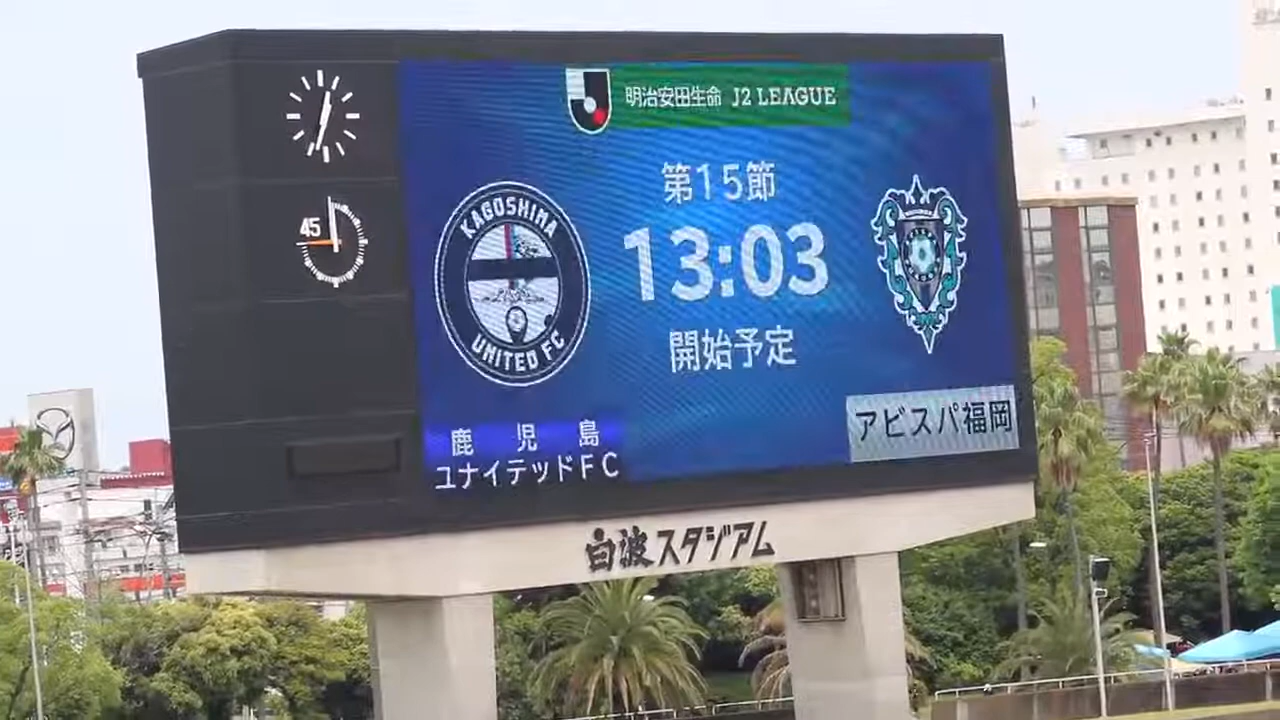 明治安田生命 J2 LEAGUE
第15節
13:03
開始予定
KAGOSHIMA
UNITED FC
鹿児島
ユナイテッドFC
アビスパ福岡
45
白波スタジアム